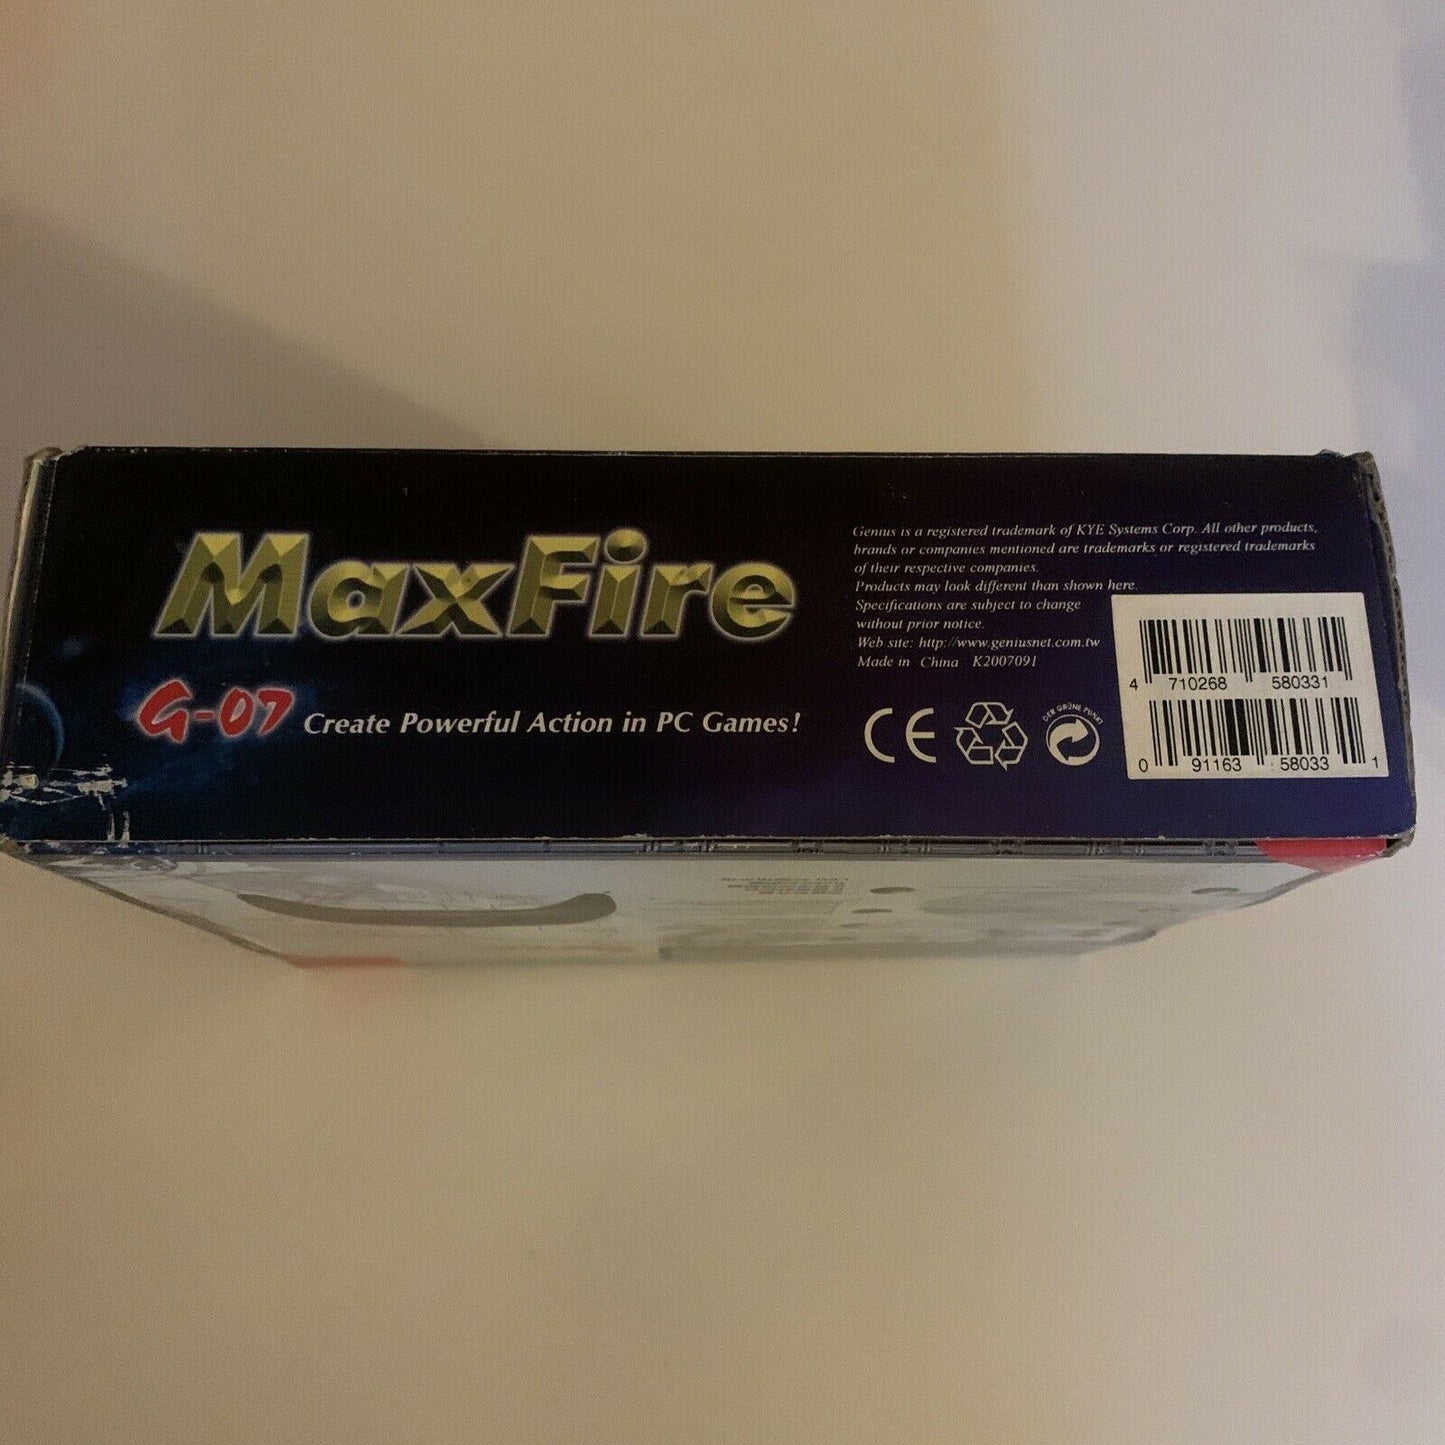 MaxFire
G-07 Create Powerful Action in PC Games!
Genius is a registered trademark of KYE Systems Corp. All other products,
brands or companies mentioned are trademarks or registered trademarks
of their respective companies.
Products may look different than shown here.
Specifications are subject to change
without prior notice.
Web site: http://www.geniusnet.com.tw
Made in China K2007091
CE
DER GRÜNE PUNKT
4 710268 580331
0 91163 58033 1